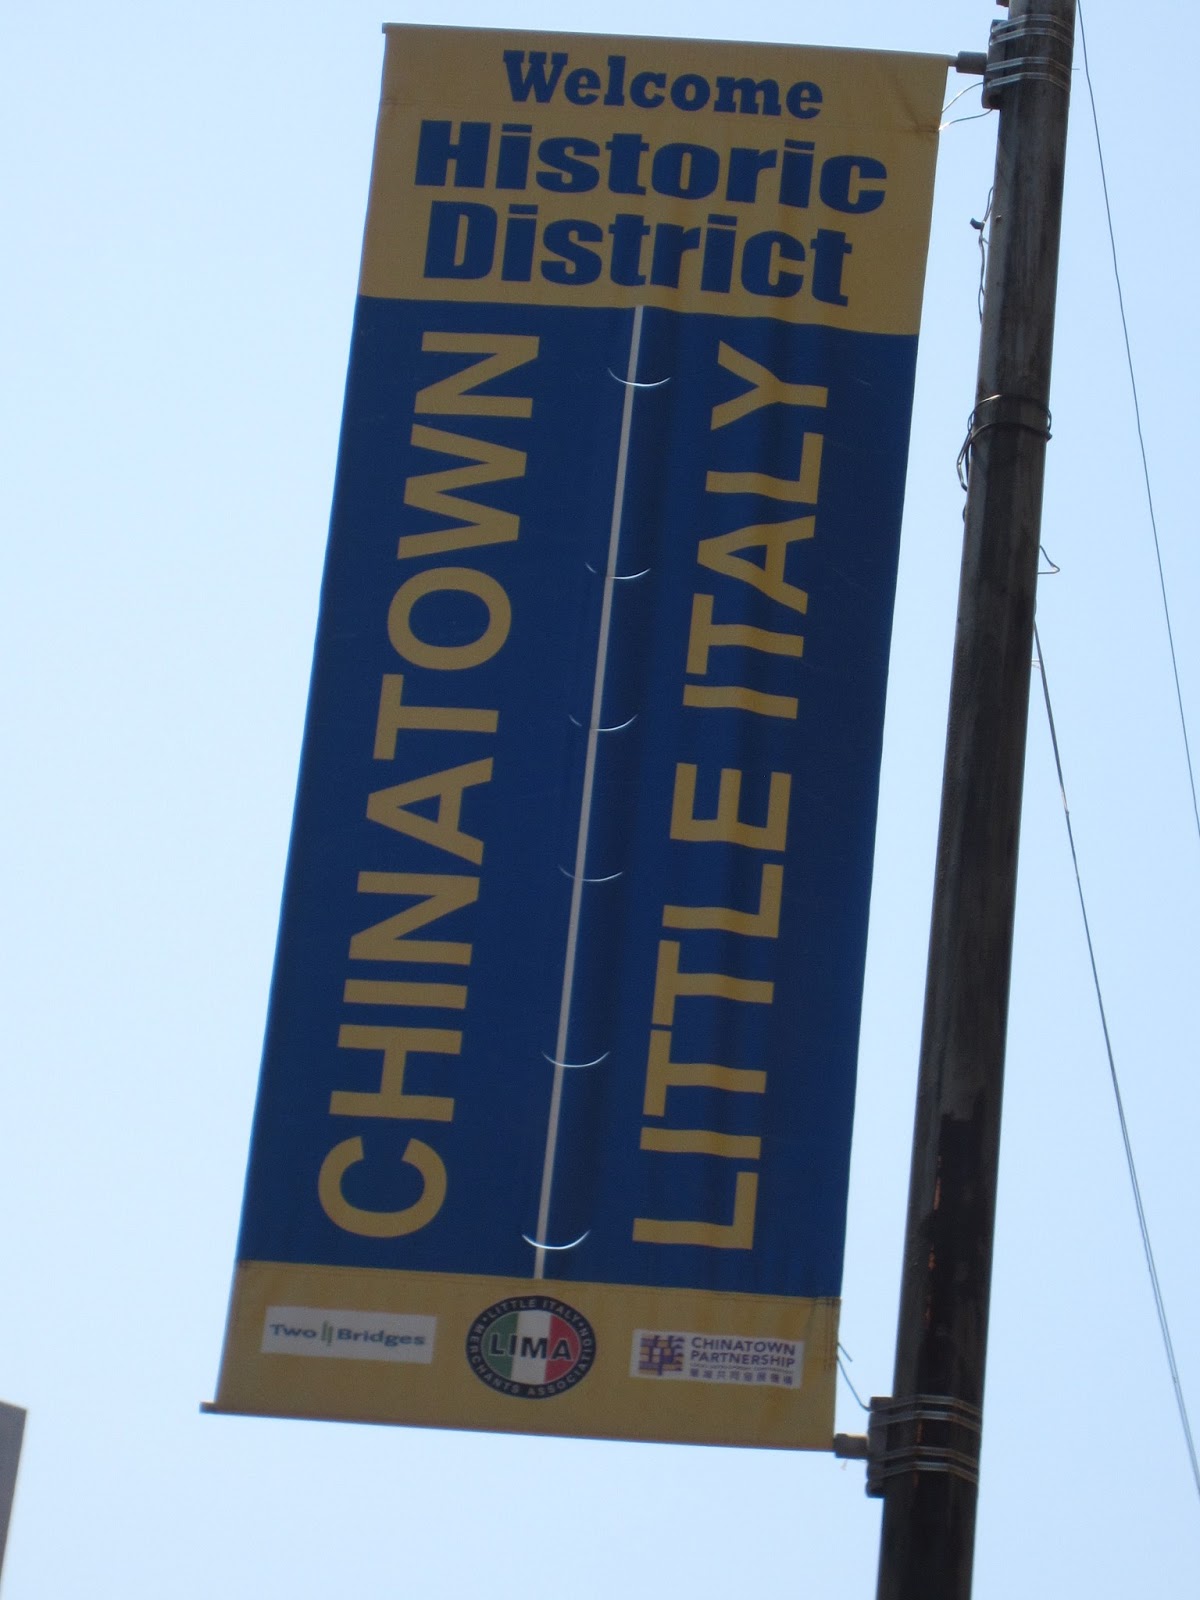 Welcome
Historic
District
CHINATOWN
LITTLE ITALY
Two Bridges
LITTLE ITALY
LIMA
MERCHANTS ASSOCIATION
CHINATOWN
PARTNERSHIP